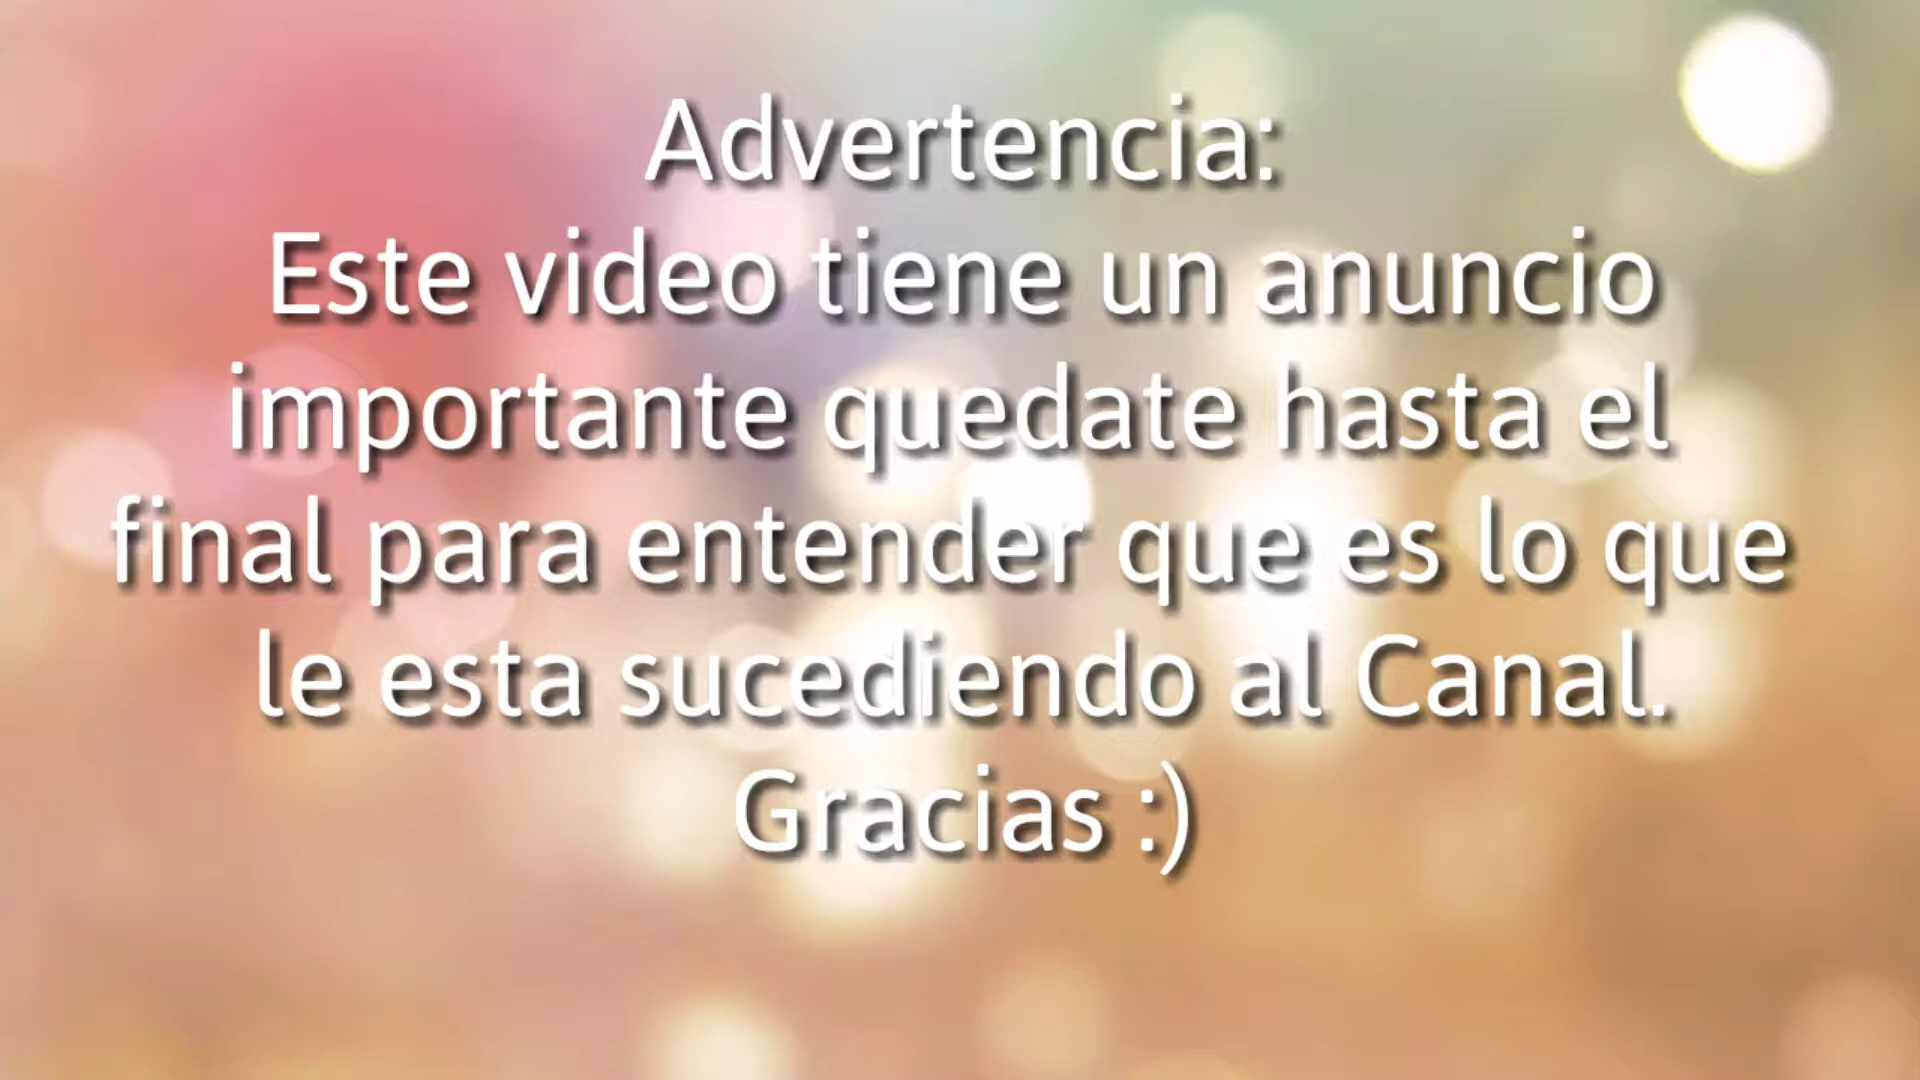 Advertencia:
Este video tiene un anuncio
importante quedate hasta el
final para entender que es lo que
le esta sucediendo al Canal.
Gracias :)